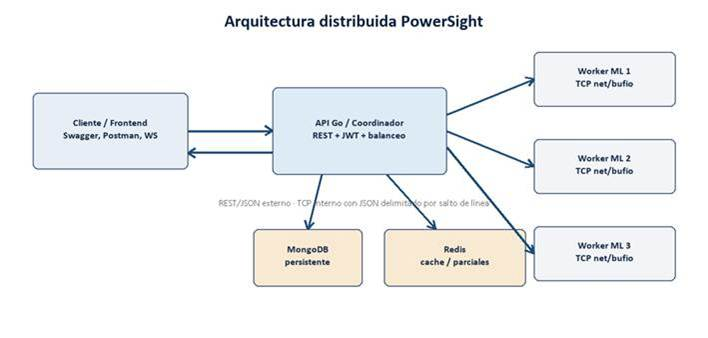 Arquitectura distribuida PowerSight
Cliente / Frontend
Swagger, Postman, WS
API Go / Coordinador
REST + JWT + balanceo
Worker ML 1
TCP net/bufio
Worker ML 2
TCP net/bufio
Worker ML 3
TCP net/bufio
REST/JSON externo · TCP interno con JSON delimitado por salto de línea
MongoDB
persistente
Redis
cache / parciales